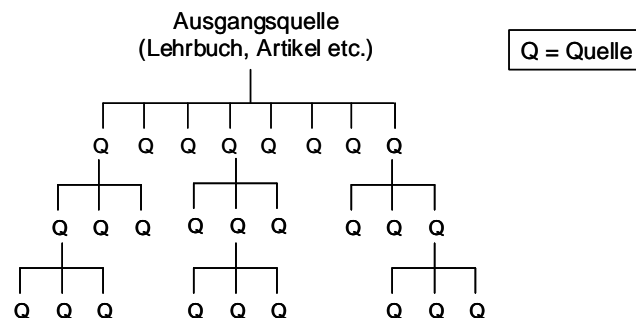 Ausgangsquelle
(Lehrbuch, Artikel etc.)
Q = Quelle
Q Q Q Q Q Q Q Q
Q Q Q Q Q Q Q Q Q
Q Q Q Q Q Q Q Q Q